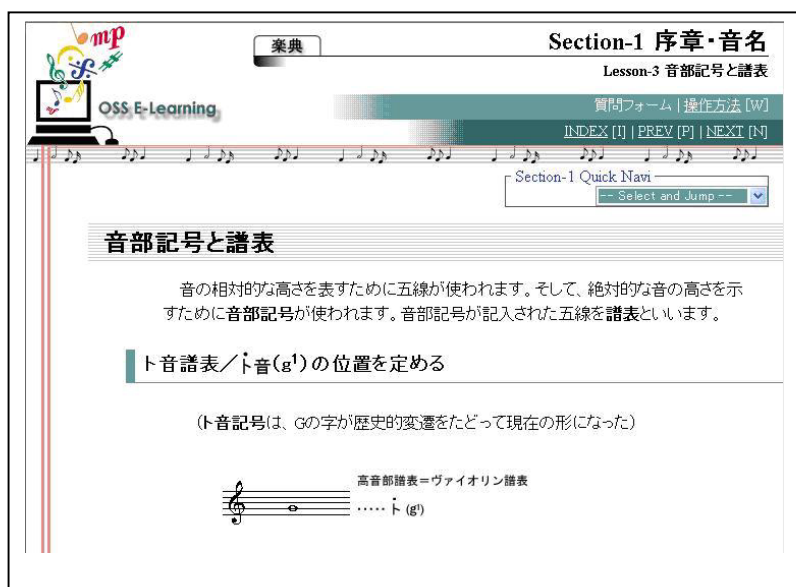 omp
OSS E-Learning
楽典
Section-1 序章・音名
Lesson-3 音部記号と譜表
質問フォーム | 操作方法 [W]
INDEX [I] | PREV [P] | NEXT [N]
Section-1 Quick Navi
-- Select and Jump --
音部記号と譜表
音の相対的な高さを表すために五線が使われます。そして、絶対的な音の高さを示
すために音部記号が使われます。音部記号が記入された五線を譜表といいます。
ト音譜表／ト音(g¹)の位置を定める
(ト音記号は、Gの字が歴史的変遷をたどって現在の形になった)
高音部譜表＝ヴァイオリン譜表
‥‥‥ ト (g¹)